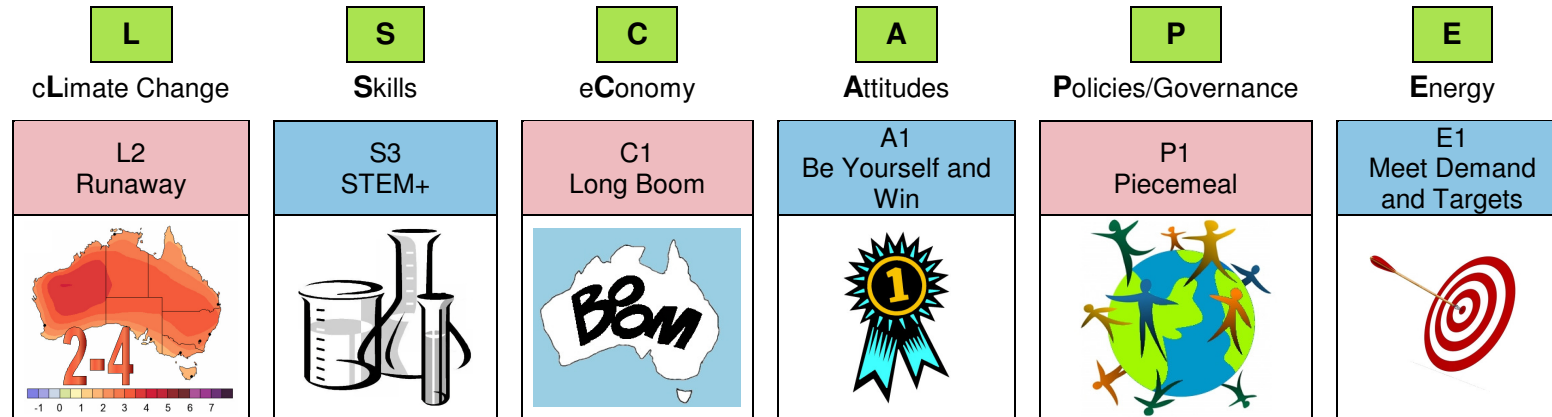 L
S
C
A
P
E
cLimate Change
Skills
eConomy
Attitudes
Policies/Governance
Energy
L2
Runaway
S3
STEM+
C1
Long Boom
A1
Be Yourself and
Win
P1
Piecemeal
E1
Meet Demand
and Targets
2-4
-1 0 1 2 3 4 5 6 7
BOOM
1